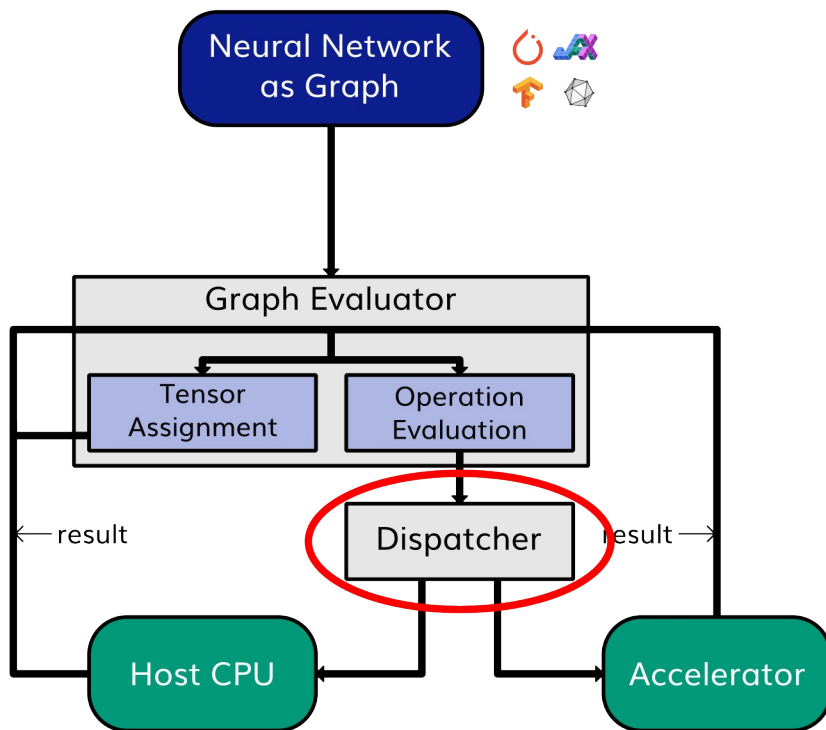 Neural Network
as Graph
Graph Evaluator
Tensor
Assignment
Operation
Evaluation
result
Dispatcher
result
Host CPU
Accelerator